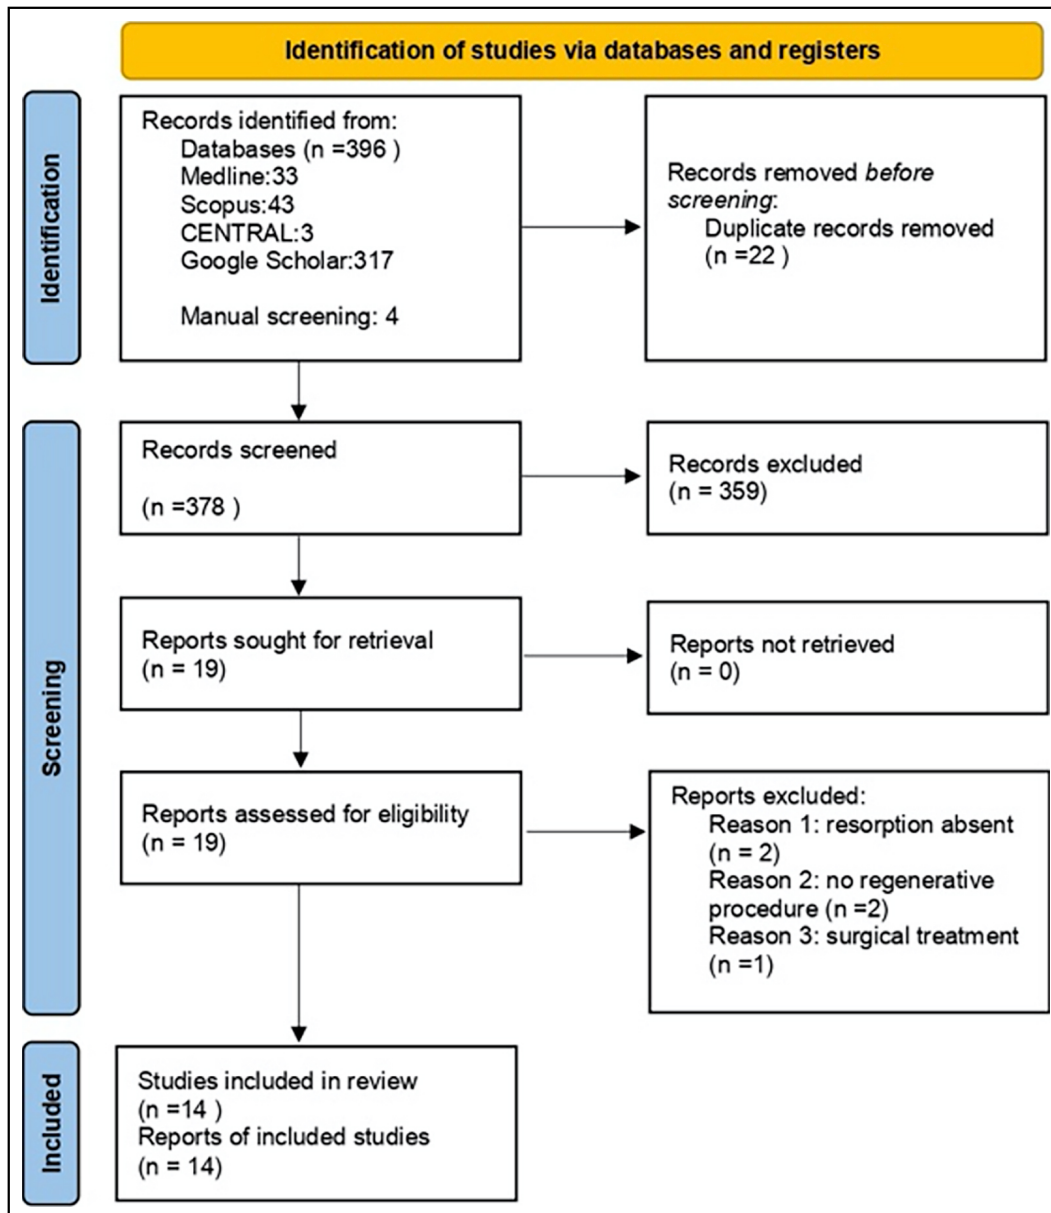 Identification of studies via databases and registers
Identification
Records identified from:
Databases (n =396 )
Medline:33
Scopus:43
CENTRAL:3
Google Scholar:317
Manual screening: 4
Records removed before
screening:
Duplicate records removed
(n =22 )
Screening
Records screened
(n =378 )
Records excluded
(n = 359)
Reports sought for retrieval
(n = 19)
Reports not retrieved
(n = 0)
Reports assessed for eligibility
(n = 19)
Reports excluded:
Reason 1: resorption absent
(n = 2)
Reason 2: no regenerative
procedure (n =2)
Reason 3: surgical treatment
(n =1)
Included
Studies included in review
(n =14 )
Reports of included studies
(n = 14)